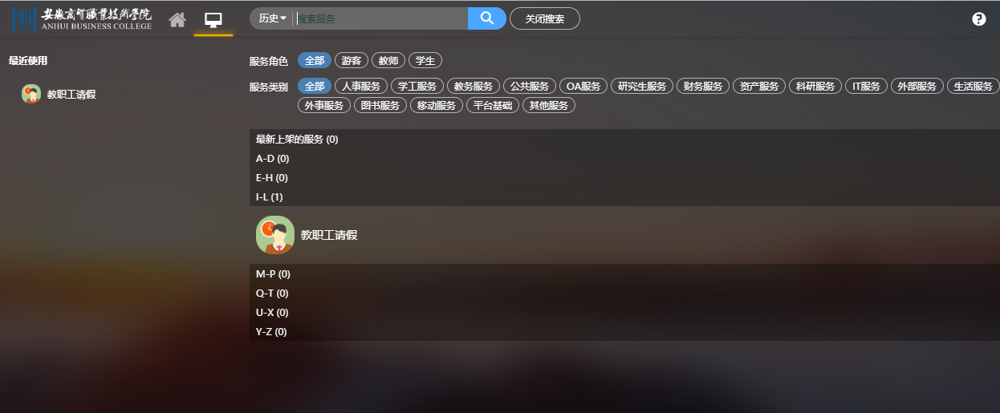 安徽商贸職業技術學院
ANHUI BUSINESS COLLEGE
历史 搜索服务 关闭搜索
最近使用
教职工请假
服务角色 全部 游客 教师 学生
服务类别 全部 人事服务 学工服务 教务服务 公共服务 OA服务 研究生服务 财务服务 资产服务 科研服务 IT服务 外部服务 生活服务
外事服务 图书服务 移动服务 平台基础 其他服务
最新上架的服务 (0)
A-D (0)
E-H (0)
I-L (1)
教职工请假
M-P (0)
Q-T (0)
U-X (0)
Y-Z (0)